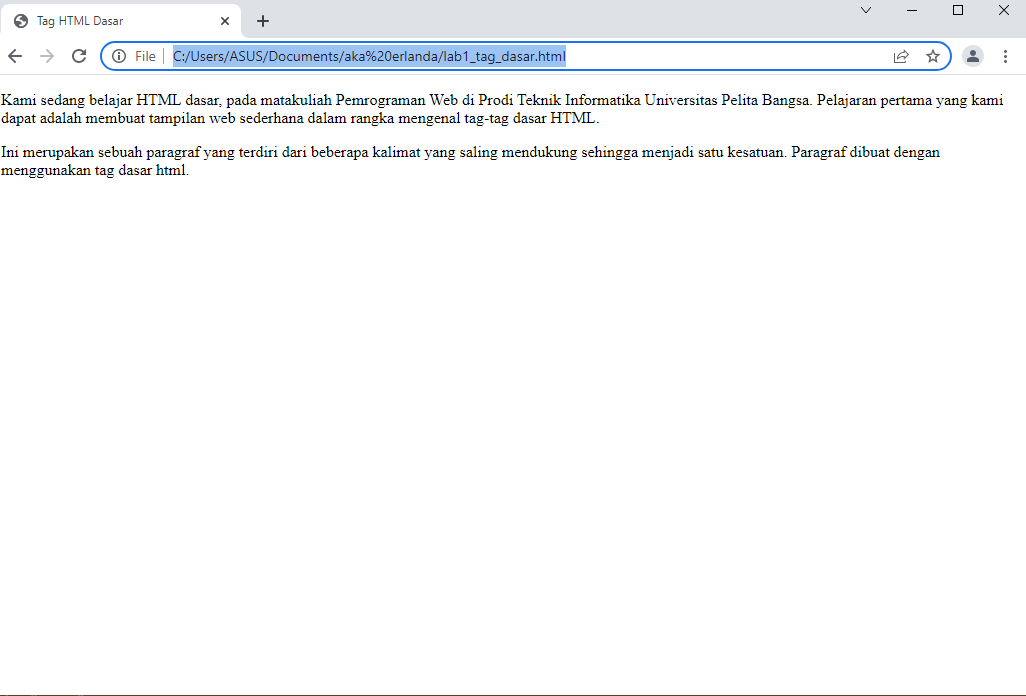 Tag HTML Dasar
File
C:/Users/ASUS/Documents/aka%20erlanda/lab1_tag_dasar.html
Kami sedang belajar HTML dasar, pada matakuliah Pemrograman Web di Prodi Teknik Informatika Universitas Pelita Bangsa. Pelajaran pertama yang kami
dapat adalah membuat tampilan web sederhana dalam rangka mengenal tag-tag dasar HTML.
Ini merupakan sebuah paragraf yang terdiri dari beberapa kalimat yang saling mendukung sehingga menjadi satu kesatuan. Paragraf dibuat dengan
menggunakan tag dasar html.